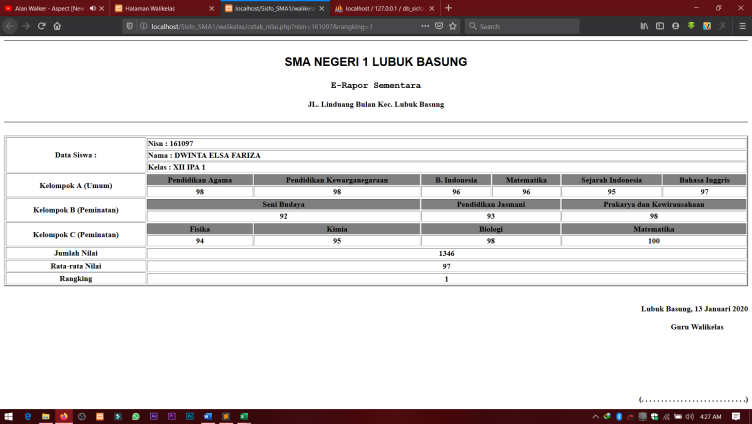 Alan Walker - Aspect [New
Halaman Walikelas
localhost/Sisfo_SMA1/walikelas
localhost / 127.0.0.1 / db_sisfo
localhost/Sisfo_SMA1/walikelas/cetak_nilai.php?nisn=161097&rangking=1
Search
SMA NEGERI 1 LUBUK BASUNG
E-Rapor Sementara
JL. Linduang Bulan Kec. Lubuk Basung
Data Siswa :
Nisn : 161097
Nama : DWINTA ELSA FARIZA
Kelas : XII IPA 1
Kelompok A (Umum)
Pendidikan Agama Pendidikan Kewarganegaraan B. Indonesia Matematika Sejarah Indonesia Bahasa Inggris
98 98 96 96 95 97
Kelompok B (Peminatan)
Seni Budaya Pendidikan Jasmani Prakarya dan Kewirausahaan
92 93 98
Kelompok C (Peminatan)
Fisika Kimia Biologi Matematika
94 95 98 100
Jumlah Nilai 1346
Rata-rata Nilai 97
Rangking 1
Lubuk Basung, 13 Januari 2020
Guru Walikelas
(. . . . . . . . . . . . . . . . . . . . . . . . . .)
4:27 AM